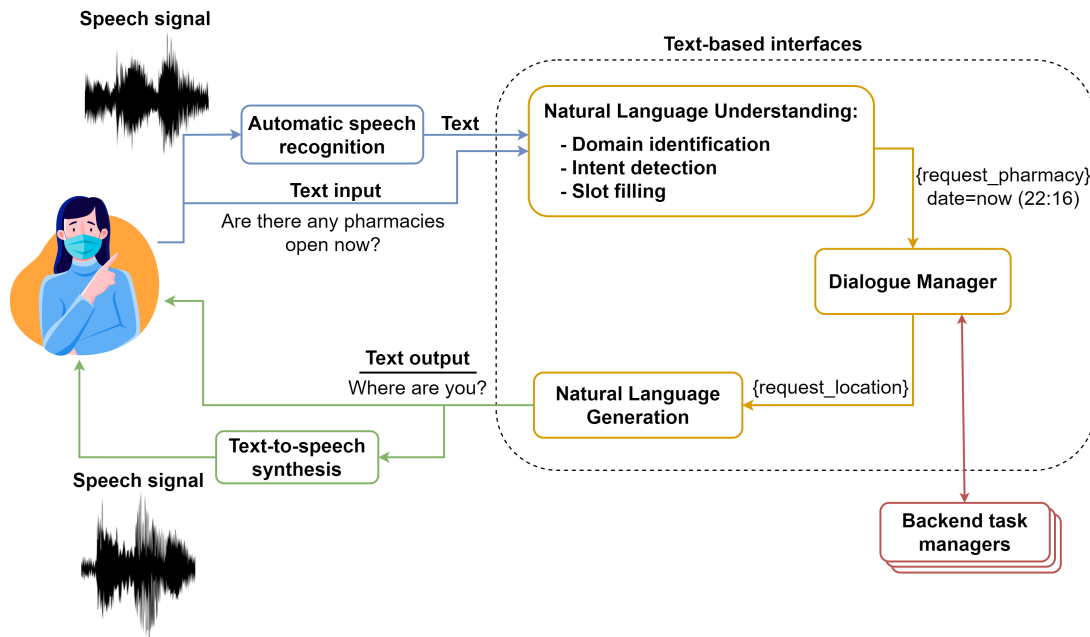 Speech signal
Text-based interfaces
Automatic speech
recognition
Text
Natural Language Understanding:
- Domain identification
- Intent detection
- Slot filling
Text input
Are there any pharmacies
open now?
{request_pharmacy}
date=now (22:16)
Dialogue Manager
Text output
Where are you?
Natural Language
Generation
{request_location}
Text-to-speech
synthesis
Speech signal
Backend task
managers